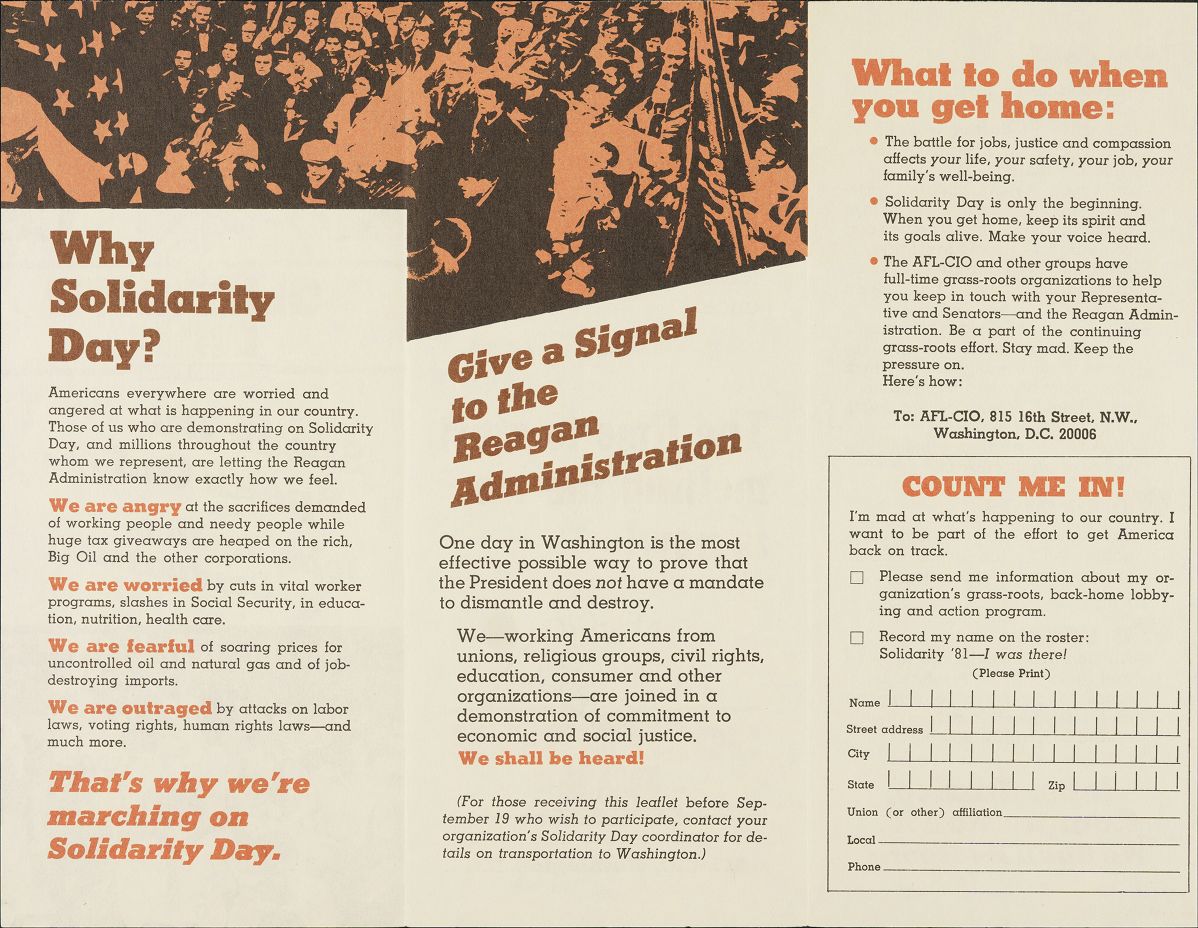 Why
Solidarity
Day?
Americans everywhere are worried and
angered at what is happening in our country.
Those of us who are demonstrating on Solidarity
Day, and millions throughout the country
whom we represent, are letting the Reagan
Administration know exactly how we feel.
We are angry at the sacrifices demanded
of working people and needy people while
huge tax giveaways are heaped on the rich,
Big Oil and the other corporations.
We are worried by cuts in vital worker
programs, slashes in Social Security, in educa-
tion, nutrition, health care.
We are fearful of soaring prices for
uncontrolled oil and natural gas and of job-
destroying imports.
We are outraged by attacks on labor
laws, voting rights, human rights laws—and
much more.
That's why we're
marching on
Solidarity Day.
Give a Signal
to the
Reagan
Administration
One day in Washington is the most
effective possible way to prove that
the President does not have a mandate
to dismantle and destroy.
We—working Americans from
unions, religious groups, civil rights,
education, consumer and other
organizations—are joined in a
demonstration of commitment to
economic and social justice.
We shall be heard!
(For those receiving this leaflet before Sep-
tember 19 who wish to participate, contact your
organization's Solidarity Day coordinator for de-
tails on transportation to Washington.)
What to do when
you get home:
● The battle for jobs, justice and compassion
affects your life, your safety, your job, your
family's well-being.
● Solidarity Day is only the beginning.
When you get home, keep its spirit and
its goals alive. Make your voice heard.
● The AFL-CIO and other groups have
full-time grass-roots organizations to help
you keep in touch with your Representa-
tive and Senators—and the Reagan Admin-
istration. Be a part of the continuing
grass-roots effort. Stay mad. Keep the
pressure on.
Here's how:
To: AFL-CIO, 815 16th Street, N.W.,
Washington, D.C. 20006
COUNT ME IN!
I'm mad at what's happening to our country. I
want to be part of the effort to get America
back on track.
☐ Please send me information about my or-
ganization's grass-roots, back-home lobby-
ing and action program.
☐ Record my name on the roster:
Solidarity '81—I was there!
(Please Print)
Name
Street address
City
State Zip
Union (or other) affiliation
Local
Phone